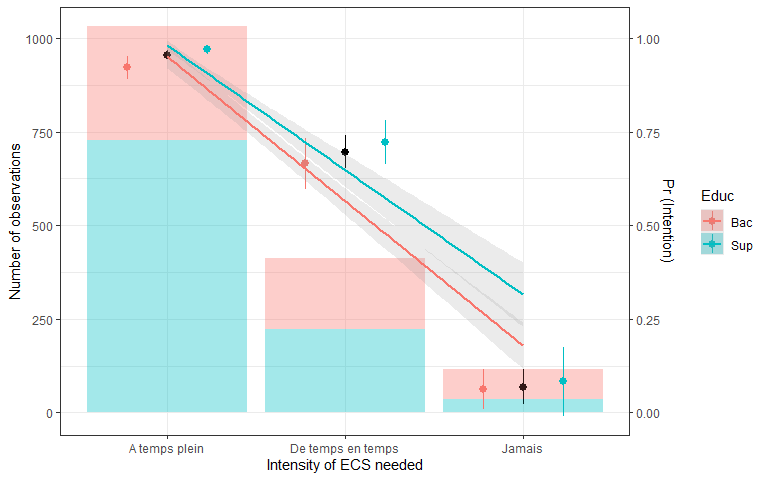 1000
750
500
250
0
Number of observations
1.00
0.75
0.50
0.25
0.00
Pr (Intention)
A temps plein
De temps en temps
Jamais
Intensity of ECS needed
Educ
Bac
Sup